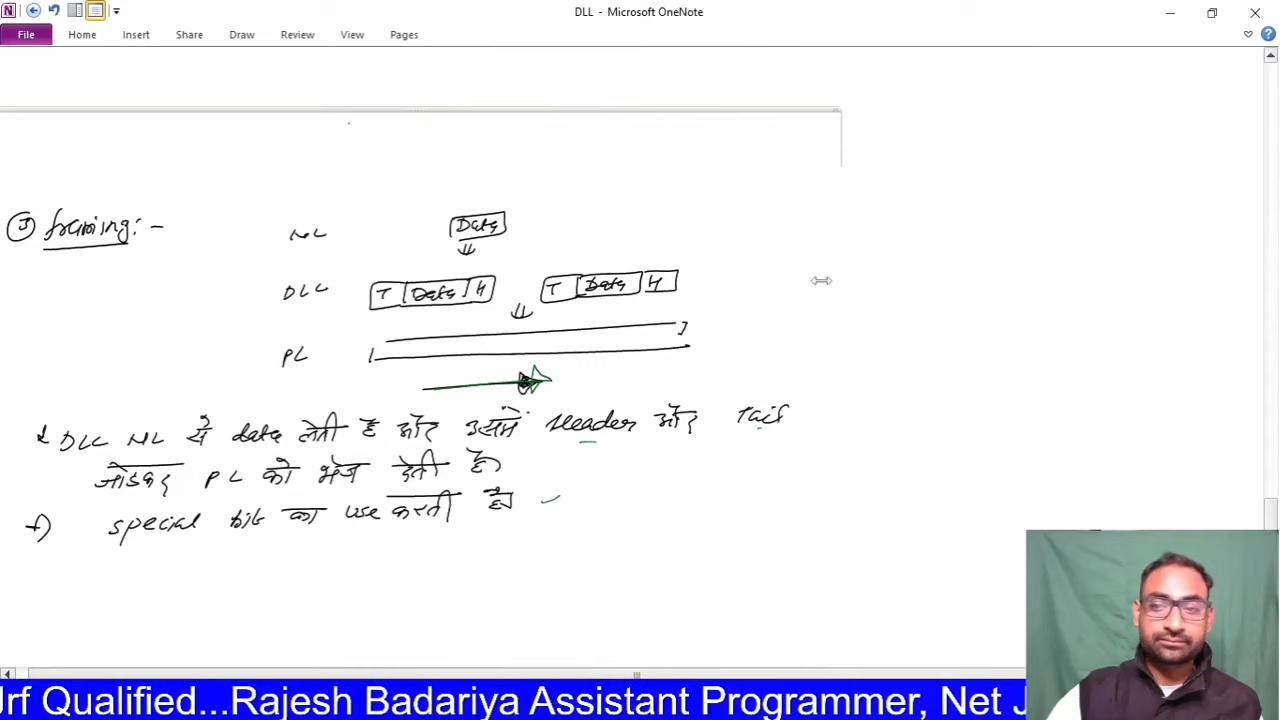 DLL - Microsoft OneNote
File Home Insert Share Draw Review View Pages
③ framing:-
NL Data
DLL T Data H T Data H
PL
DLL NL से data लेती है और उसमें Header और Tail
जोडकर PL को भेज देती है
special bit का use करती है
Jrf Qualified...Rajesh Badariya Assistant Programmer, Net J